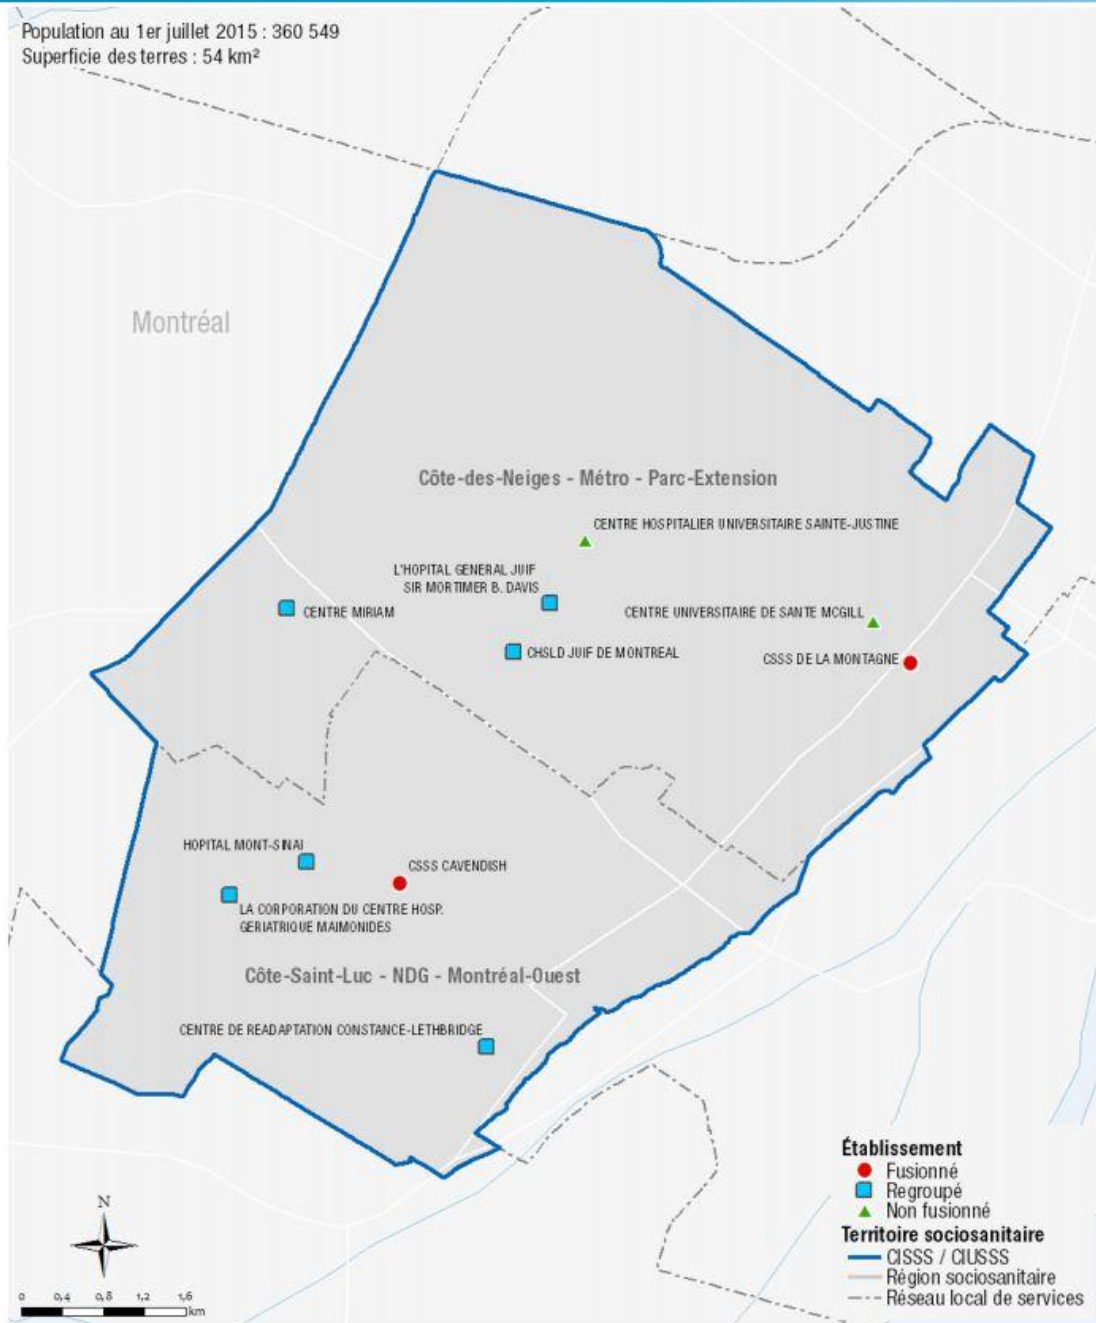 Population au 1er juillet 2015 : 360 549
Superficie des terres : 54 km²
Montréal
Côte-des-Neiges - Métro - Parc-Extension
CENTRE HOSPITALIER UNIVERSITAIRE SAINTE-JUSTINE
L'HOPITAL GENERAL JUIF
SIR MORTIMER B. DAVIS
CENTRE MIRIAM
CENTRE UNIVERSITAIRE DE SANTE MCGILL
CHSLD JUIF DE MONTREAL
CSSS DE LA MONTAGNE
HOPITAL MONT-SINAI
CSSS CAVENDISH
LA CORPORATION DU CENTRE HOSP.
GERIATRIQUE MAIMONIDES
Côte-Saint-Luc - NDG - Montréal-Ouest
CENTRE DE READAPTATION CONSTANCE-LETHBRIDGE
Établissement
Fusionné
Regroupé
Non fusionné
Territoire sociosanitaire
CISSS / CIUSSS
Région sociosanitaire
Réseau local de services
N
0 0,4 0,8 1,2 1,6
km